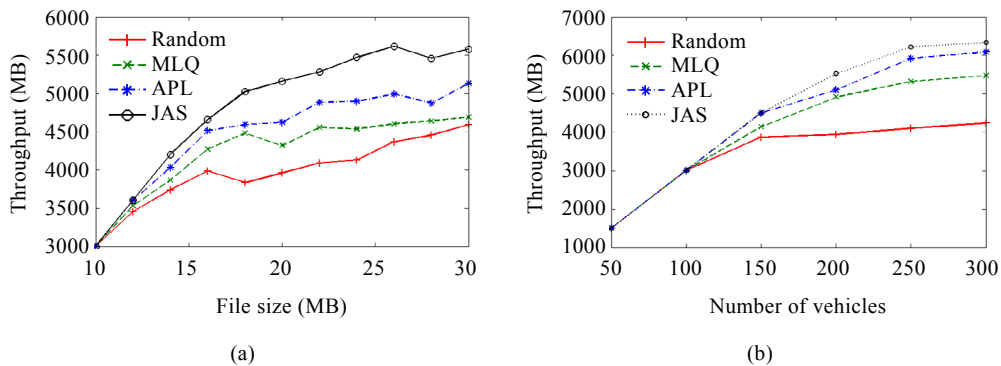 6000
5500
5000
4500
4000
3500
3000
Throughput (MB)
Random
MLQ
APL
JAS
10
15
20
25
30
File size (MB)
(a)
7000
6000
5000
4000
3000
2000
1000
Throughput (MB)
Random
MLQ
APL
JAS
50
100
150
200
250
300
Number of vehicles
(b)